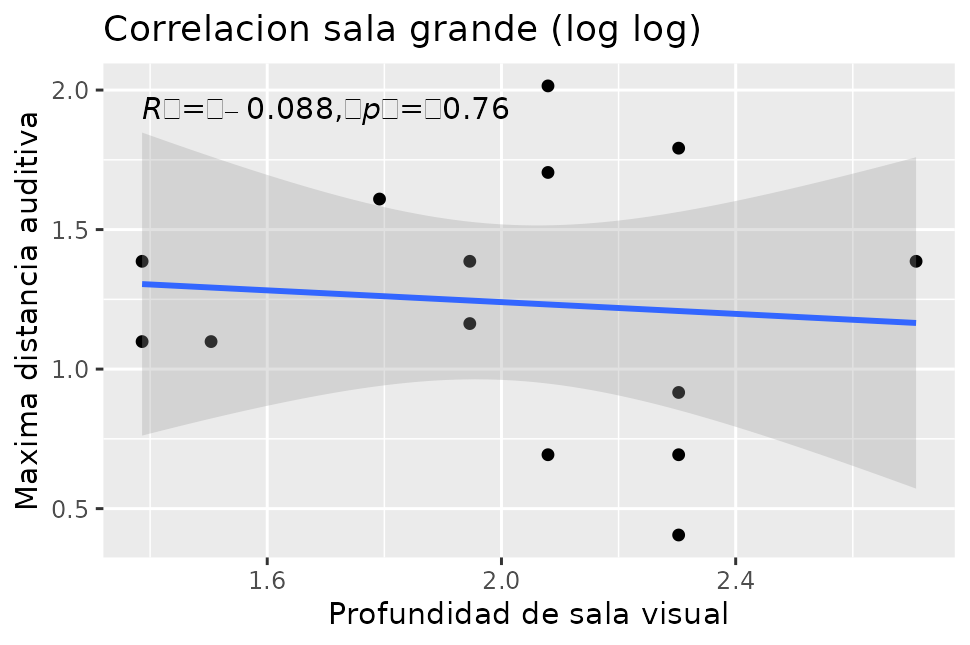 Correlacion sala grande (log log)
R = − 0.088, p = 0.76
2.0
1.5
1.0
0.5
Maxima distancia auditiva
1.6 2.0 2.4
Profundidad de sala visual